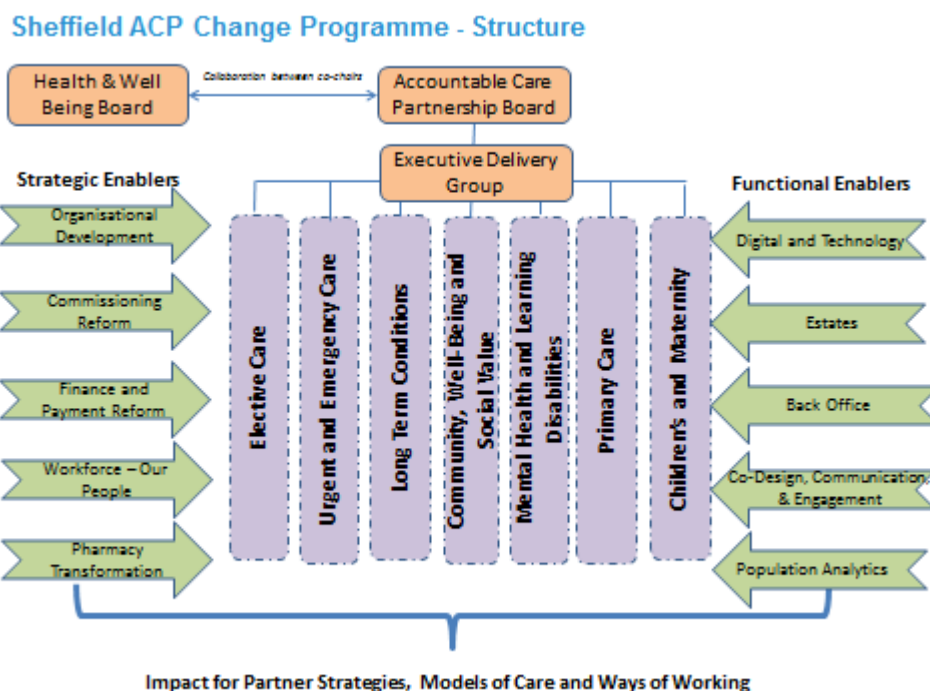 Sheffield ACP Change Programme - Structure
Health & Well
Being Board
Collaboration between co-chairs
Accountable Care
Partnership Board
Executive Delivery
Group
Strategic Enablers
Organisational
Development
Commissioning
Reform
Finance and
Payment Reform
Workforce – Our
People
Pharmacy
Transformation
Elective Care
Urgent and Emergency Care
Long Term Conditions
Community, Well-Being and
Social Value
Mental Health and Learning
Disabilities
Primary Care
Children's and Maternity
Functional Enablers
Digital and Technology
Estates
Back Office
Co-Design, Communication,
& Engagement
Population Analytics
Impact for Partner Strategies, Models of Care and Ways of Working